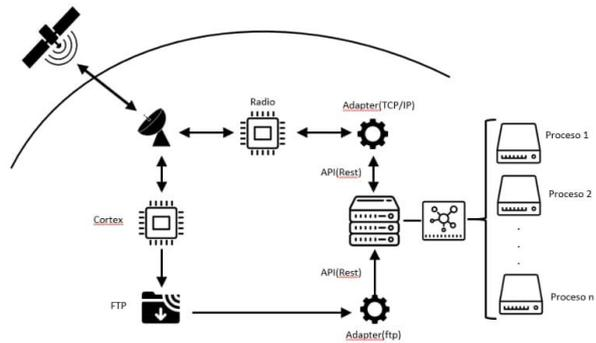 Radio
Adapter(TCP/IP)
Proceso 1
API(Rest)
Proceso 2
Cortex
.
.
.
API(Rest)
FTP
Proceso n
Adapter(ftp)